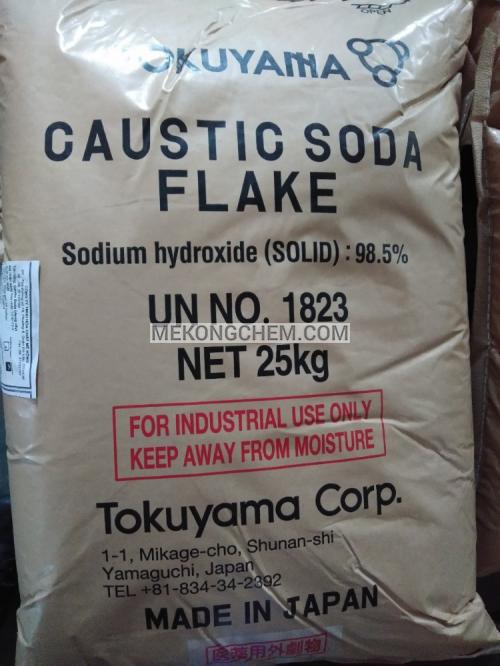 OPEN
TOKUYAMA
CAUSTIC SODA
FLAKE
Sodium hydroxide (SOLID) : 98.5%
UN NO. 1823
MEKONGCHEM.COM
NET 25kg
FOR INDUSTRIAL USE ONLY
KEEP AWAY FROM MOISTURE
Tokuyama Corp.
1-1, Mikage-cho, Shunan-shi
Yamaguchi, Japan
TEL +81-834-34-2392
MADE IN JAPAN
医薬用外劇物